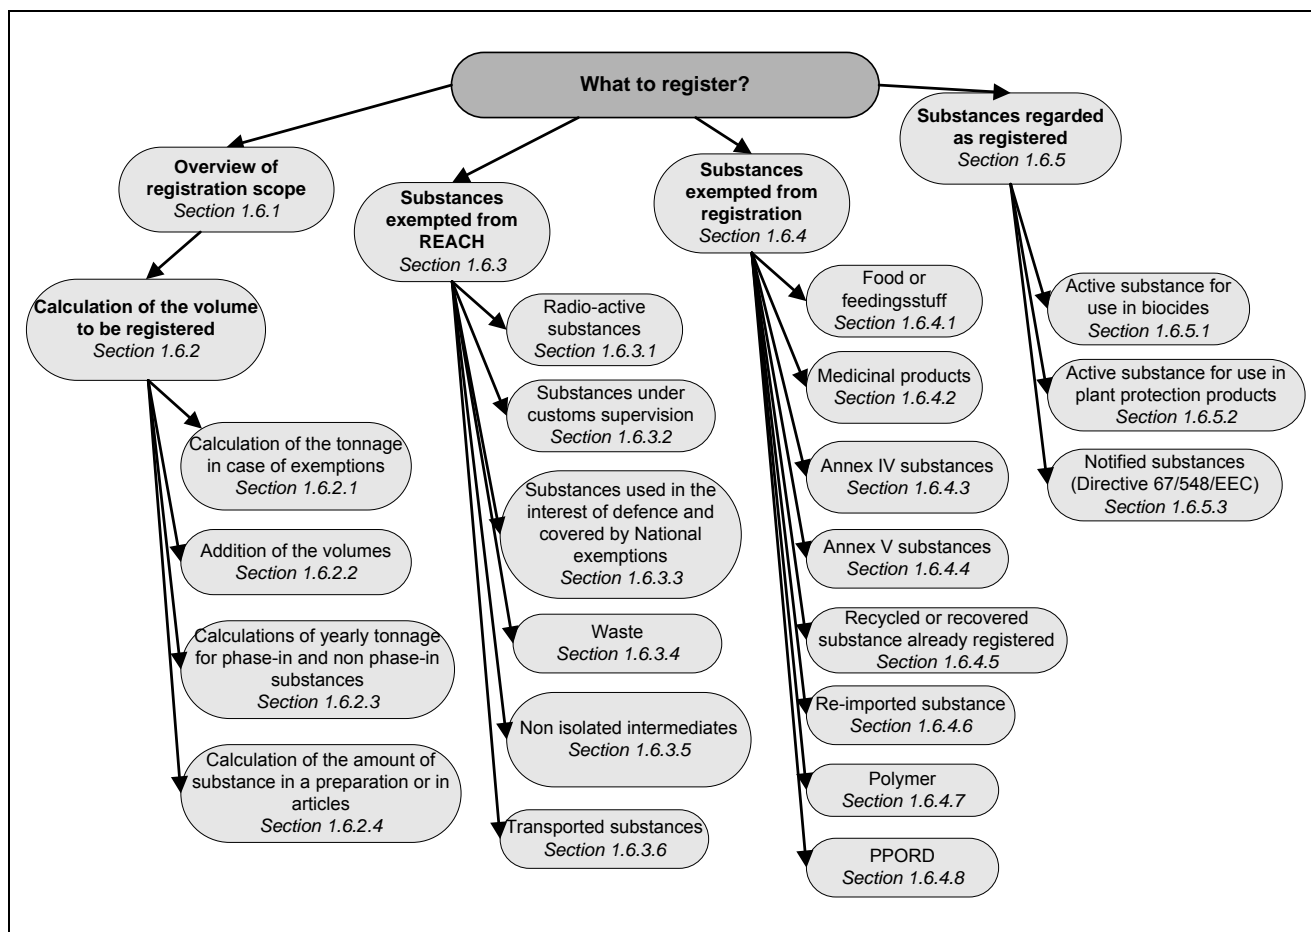 What to register?
Overview of
registration scope
Section 1.6.1
Calculation of the volume
to be registered
Section 1.6.2
Calculation of the tonnage
in case of exemptions
Section 1.6.2.1
Addition of the volumes
Section 1.6.2.2
Calculations of yearly tonnage
for phase-in and non phase-in
substances
Section 1.6.2.3
Calculation of the amount of
substance in a preparation or in
articles
Section 1.6.2.4
Substances
exempted from
REACH
Section 1.6.3
Radio-active
substances
Section 1.6.3.1
Substances under
customs supervision
Section 1.6.3.2
Substances used in the
interest of defence and
covered by National
exemptions
Section 1.6.3.3
Waste
Section 1.6.3.4
Non isolated intermediates
Section 1.6.3.5
Transported substances
Section 1.6.3.6
Substances
exempted from
registration
Section 1.6.4
Food or
feedingsstuff
Section 1.6.4.1
Medicinal products
Section 1.6.4.2
Annex IV substances
Section 1.6.4.3
Annex V substances
Section 1.6.4.4
Recycled or recovered
substance already registered
Section 1.6.4.5
Re-imported substance
Section 1.6.4.6
Polymer
Section 1.6.4.7
PPORD
Section 1.6.4.8
Substances regarded
as registered
Section 1.6.5
Active substance for
use in biocides
Section 1.6.5.1
Active substance for use in
plant protection products
Section 1.6.5.2
Notified substances
(Directive 67/548/EEC)
Section 1.6.5.3